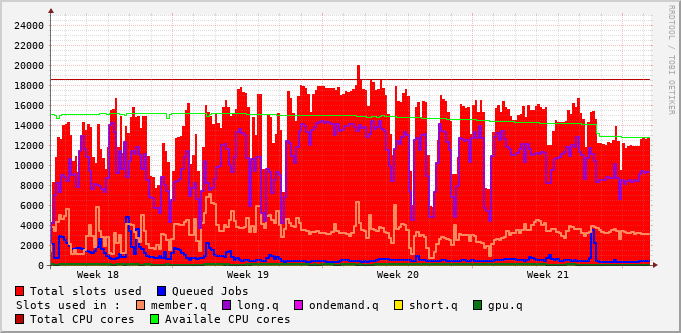 RRDTOOL / TOBI OETIKER
24000
22000
20000
18000
16000
14000
12000
10000
8000
6000
4000
2000
0
Week 18 Week 19 Week 20 Week 21
Total slots used Queued Jobs
Slots used in : member.q long.q ondemand.q short.q gpu.q
Total CPU cores Availale CPU cores